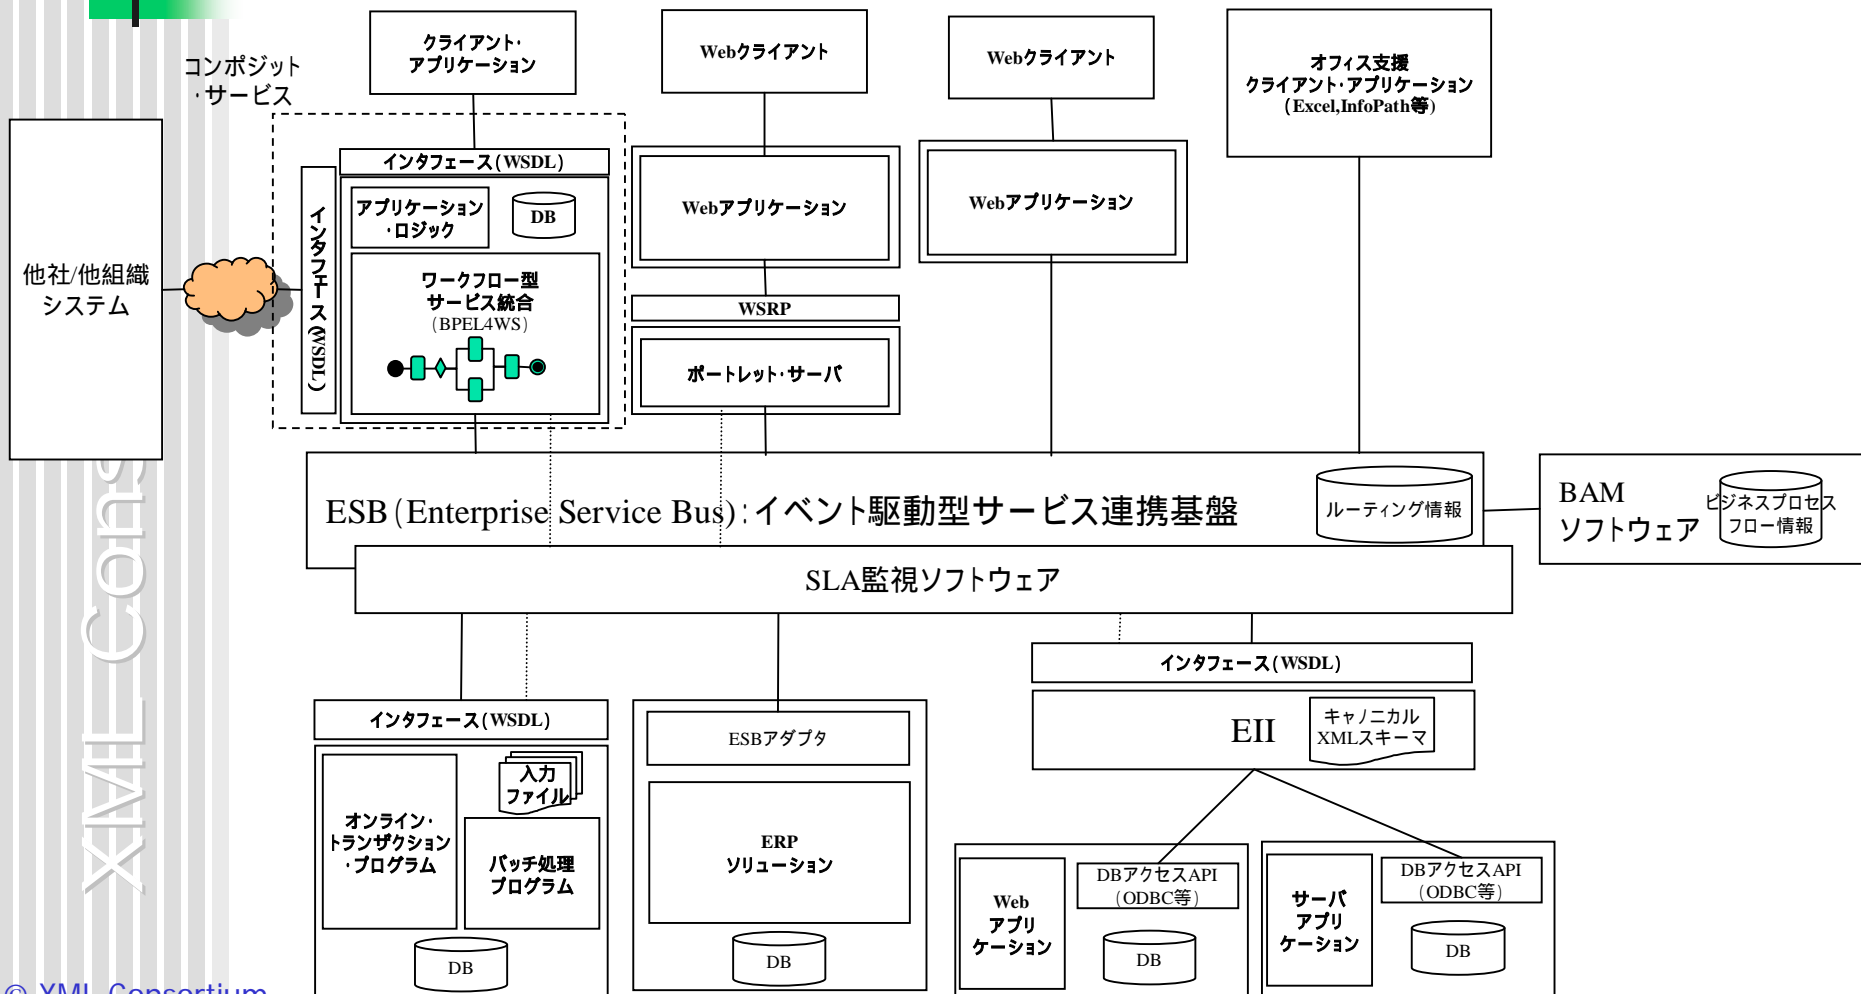 コンポジット
・サービス
クライアント・
アプリケーション
Webクライアント
Webクライアント
オフィス支援
クライアント・アプリケーション
(Excel,InfoPath等)
他社/他組織
システム
インタフェース(WSDL)
インタフェース(WSDL)
アプリケーション
・ロジック
DB
ワークフロー型
サービス統合
(BPEL4WS)
Webアプリケーション
WSRP
ポートレット・サーバ
Webアプリケーション
ESB(Enterprise Service Bus):イベント駆動型サービス連携基盤
ルーティング情報
BAM
ソフトウェア
ビジネスプロセス
フロー情報
SLA監視ソフトウェア
インタフェース(WSDL)
オンライン・
トランザクション
・プログラム
入力
ファイル
バッチ処理
プログラム
DB
ESBアダプタ
ERP
ソリューション
DB
インタフェース(WSDL)
EII
キャノニカル
XMLスキーマ
Web
アプリ
ケーション
DBアクセスAPI
(ODBC等)
DB
サーバ
アプリ
ケーション
DBアクセスAPI
(ODBC等)
DB
XML Cons
© XML Consortium